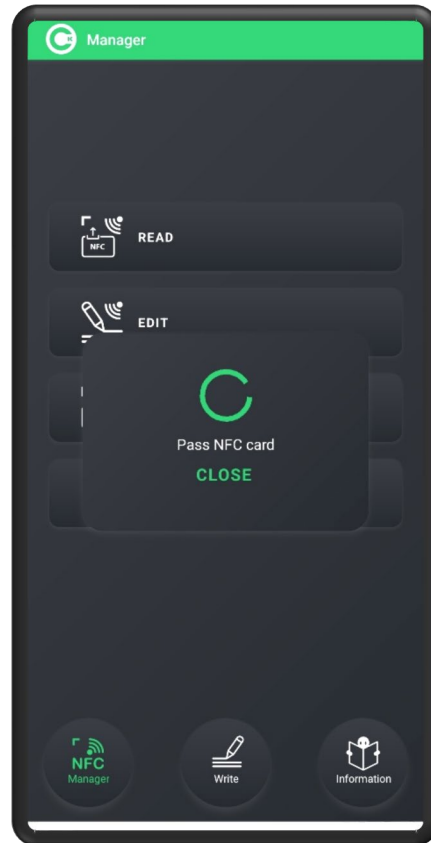 Manager
NFC
READ
EDIT
Pass NFC card
CLOSE
NFC
Manager
Write
Information